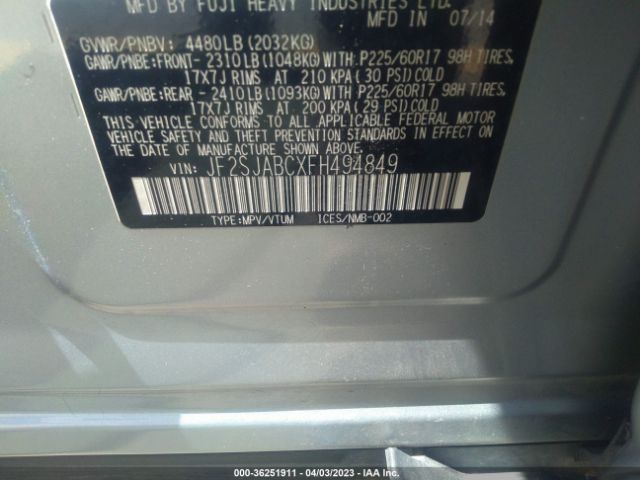 MFD BY FUJI HEAVY INDUSTRIES LTD.
MFD IN 07/14
GVWR/PNBV: 4480LB (2032KG)
GAWR/PNBE:FRONT- 2310LB(1048KG)WITH P225/60R17 98H TIRES,
17X7J RIMS AT 210 KPA(30 PSI)COLD
GAWR/PNBE:REAR - 2410LB(1093KG)WITH P225/60R17 98H TIRES,
17X7J RIMS AT 200 KPA(29 PSI)COLD
THIS VEHICLE CONFORMS TO ALL APPLICABLE FEDERAL MOTOR
VEHICLE SAFETY AND THEFT PREVENTION STANDARDS IN EFFECT
ON THE DATE OF MANUFACTURE SHOWN ABOVE.
VIN: JF2SJABCXFH494849
TYPE:MPV/VTUM ICES/NMB-002
000-36251911 - 04/03/2023 - IAA Inc.